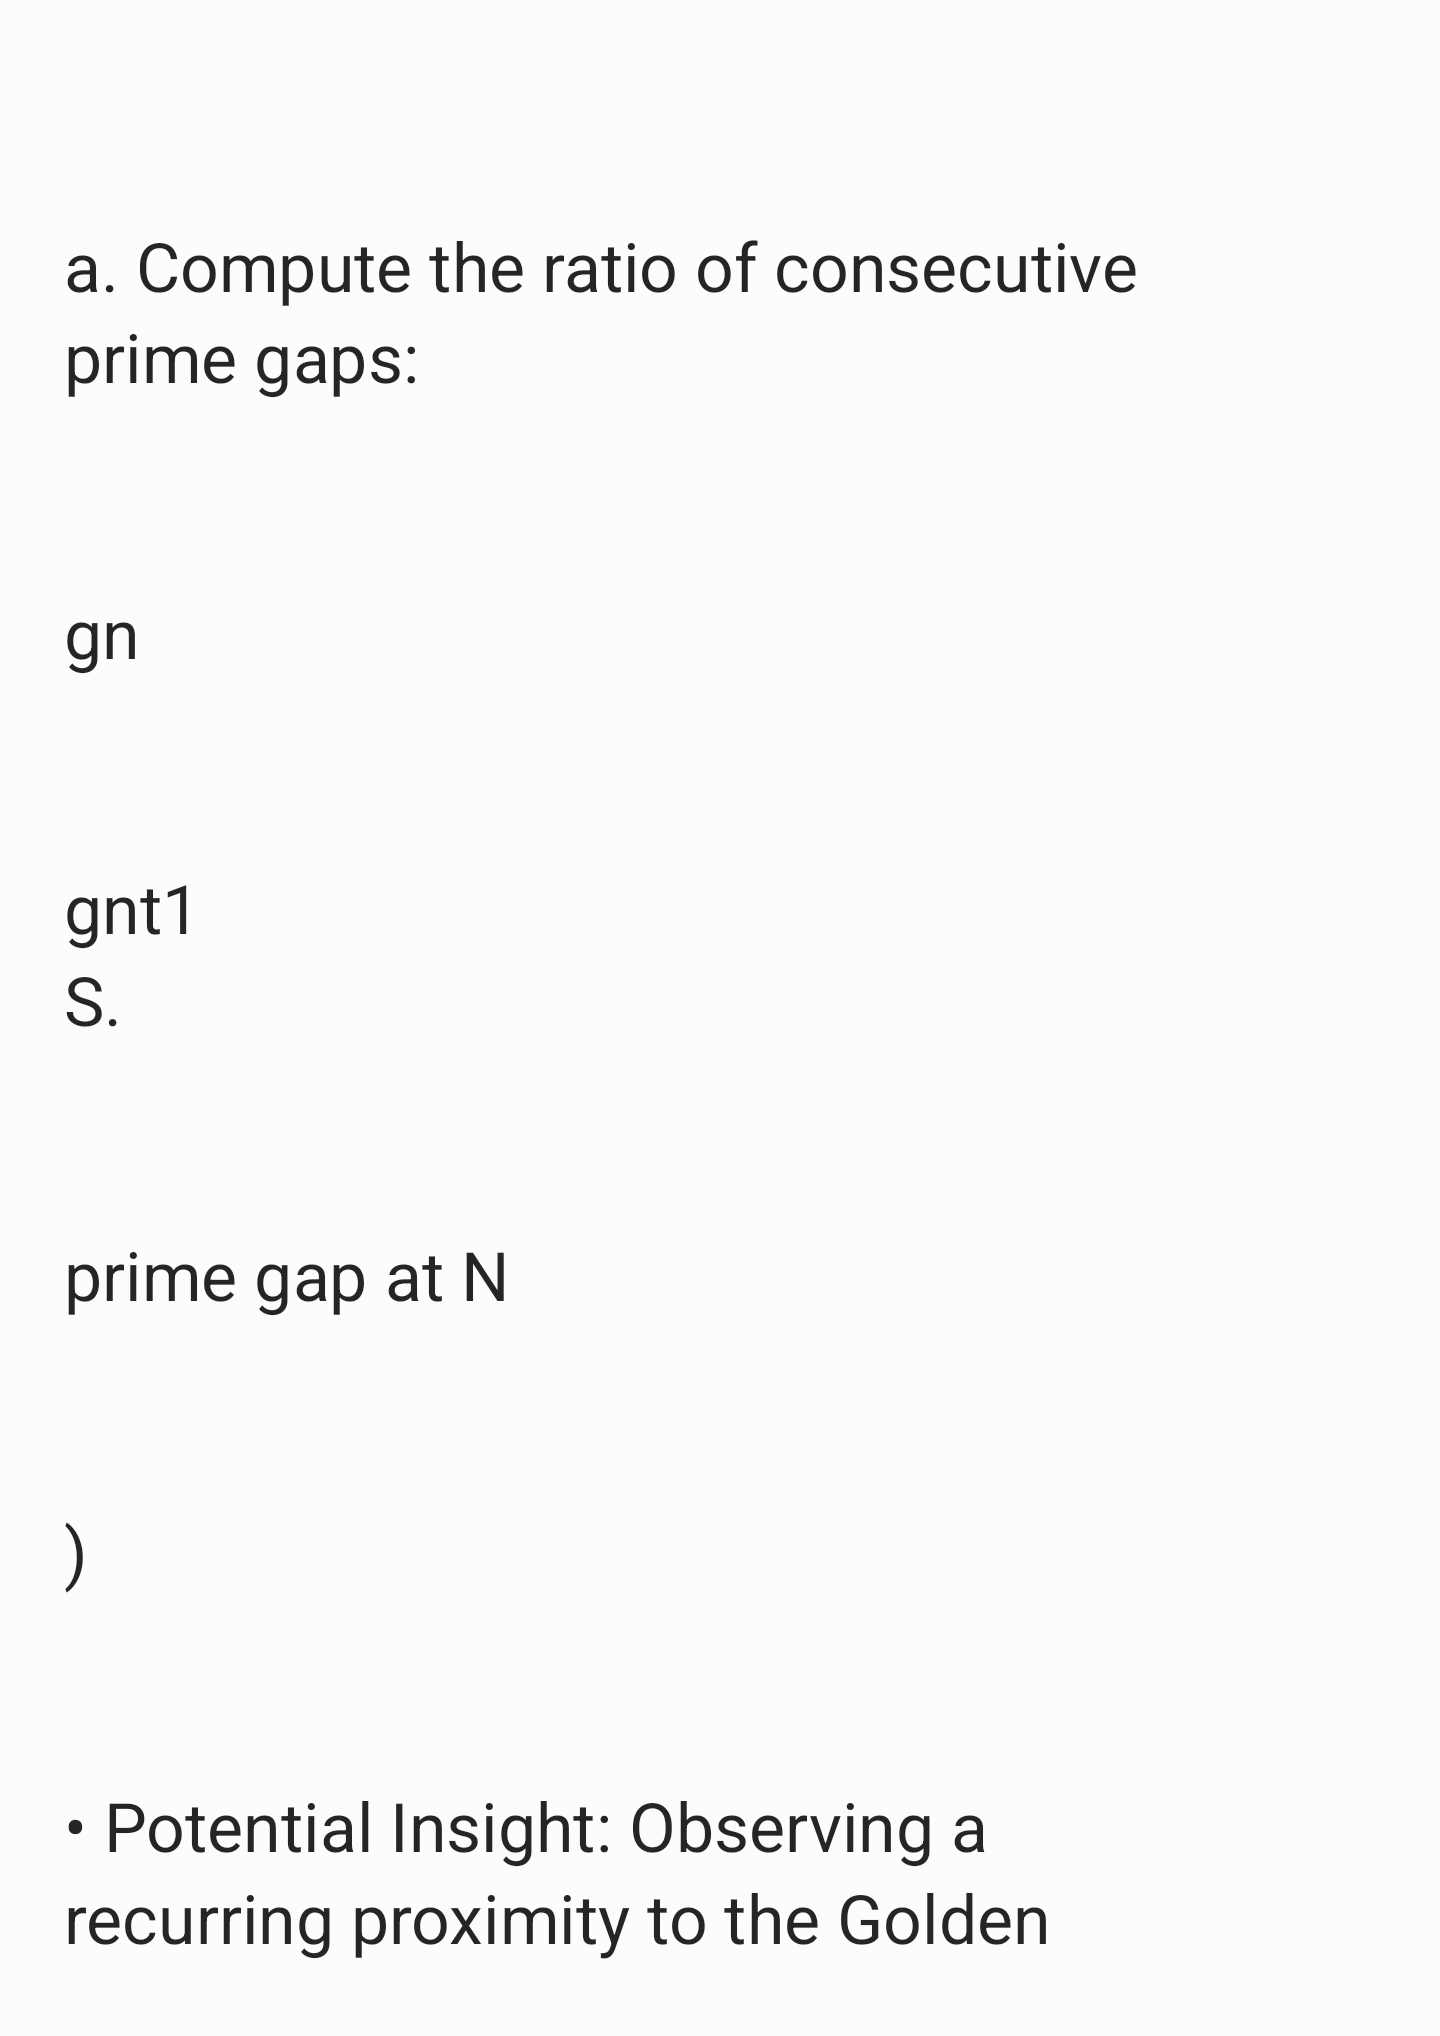 a. Compute the ratio of consecutive
prime gaps:
gn
gnt1
S.
prime gap at N
)
• Potential Insight: Observing a
recurring proximity to the Golden